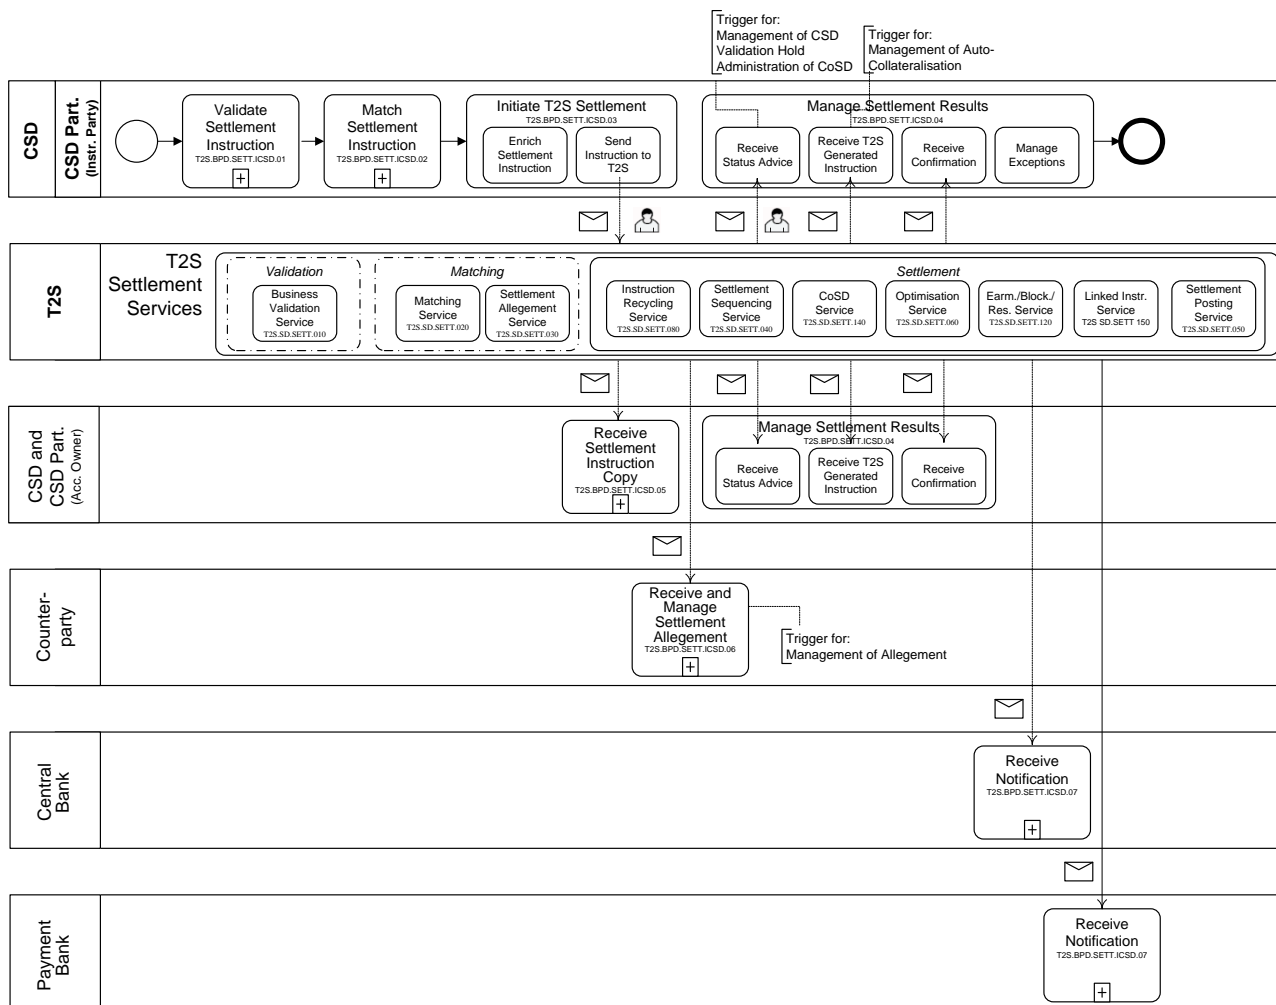 Trigger for:
Management of CSD
Validation Hold
Administration of CoSD
Trigger for:
Management of Auto-
Collateralisation
CSD
CSD Part.
(Instr. Party)
Validate
Settlement
Instruction
T2S.BPD.SETT.ICSD.01
Match
Settlement
Instruction
T2S.BPD.SETT.ICSD.02
Initiate T2S Settlement
T2S.BPD.SETT.ICSD.03
Enrich
Settlement
Instruction
Send
Instruction to
T2S
Manage Settlement Results
T2S.BPD.SETT.ICSD.04
Receive
Status Advice
Receive T2S
Generated
Instruction
Receive
Confirmation
Manage
Exceptions
T2S
T2S
Settlement
Services
Validation
Business
Validation
Service
T2S.SD.SETT.010
Matching
Matching
Service
T2S.SD.SETT.020
Settlement
Allegement
Service
T2S.SD.SETT.030
Settlement
Instruction
Recycling
Service
T2S.SD.SETT.080
Settlement
Sequencing
Service
T2S.SD.SETT.040
CoSD
Service
T2S.SD.SETT.140
Optimisation
Service
T2S.SD.SETT.060
Earm./Block./
Res. Service
T2S.SD.SETT.120
Linked Instr.
Service
T2S SD.SETT 150
Settlement
Posting
Service
T2S.SD.SETT.050
CSD and
CSD Part.
(Acc. Owner)
Receive
Settlement
Instruction
Copy
T2S.BPD.SETT.ICSD.05
Manage Settlement Results
T2S.BPD.SETT.ICSD.04
Receive
Status Advice
Receive T2S
Generated
Instruction
Receive
Confirmation
Counter-
party
Receive and
Manage
Settlement
Allegement
T2S.BPD.SETT.ICSD.06
Trigger for:
Management of Allegement
Central
Bank
Receive
Notification
T2S.BPD.SETT.ICSD.07
Payment
Bank
Receive
Notification
T2S.BPD.SETT.ICSD.07